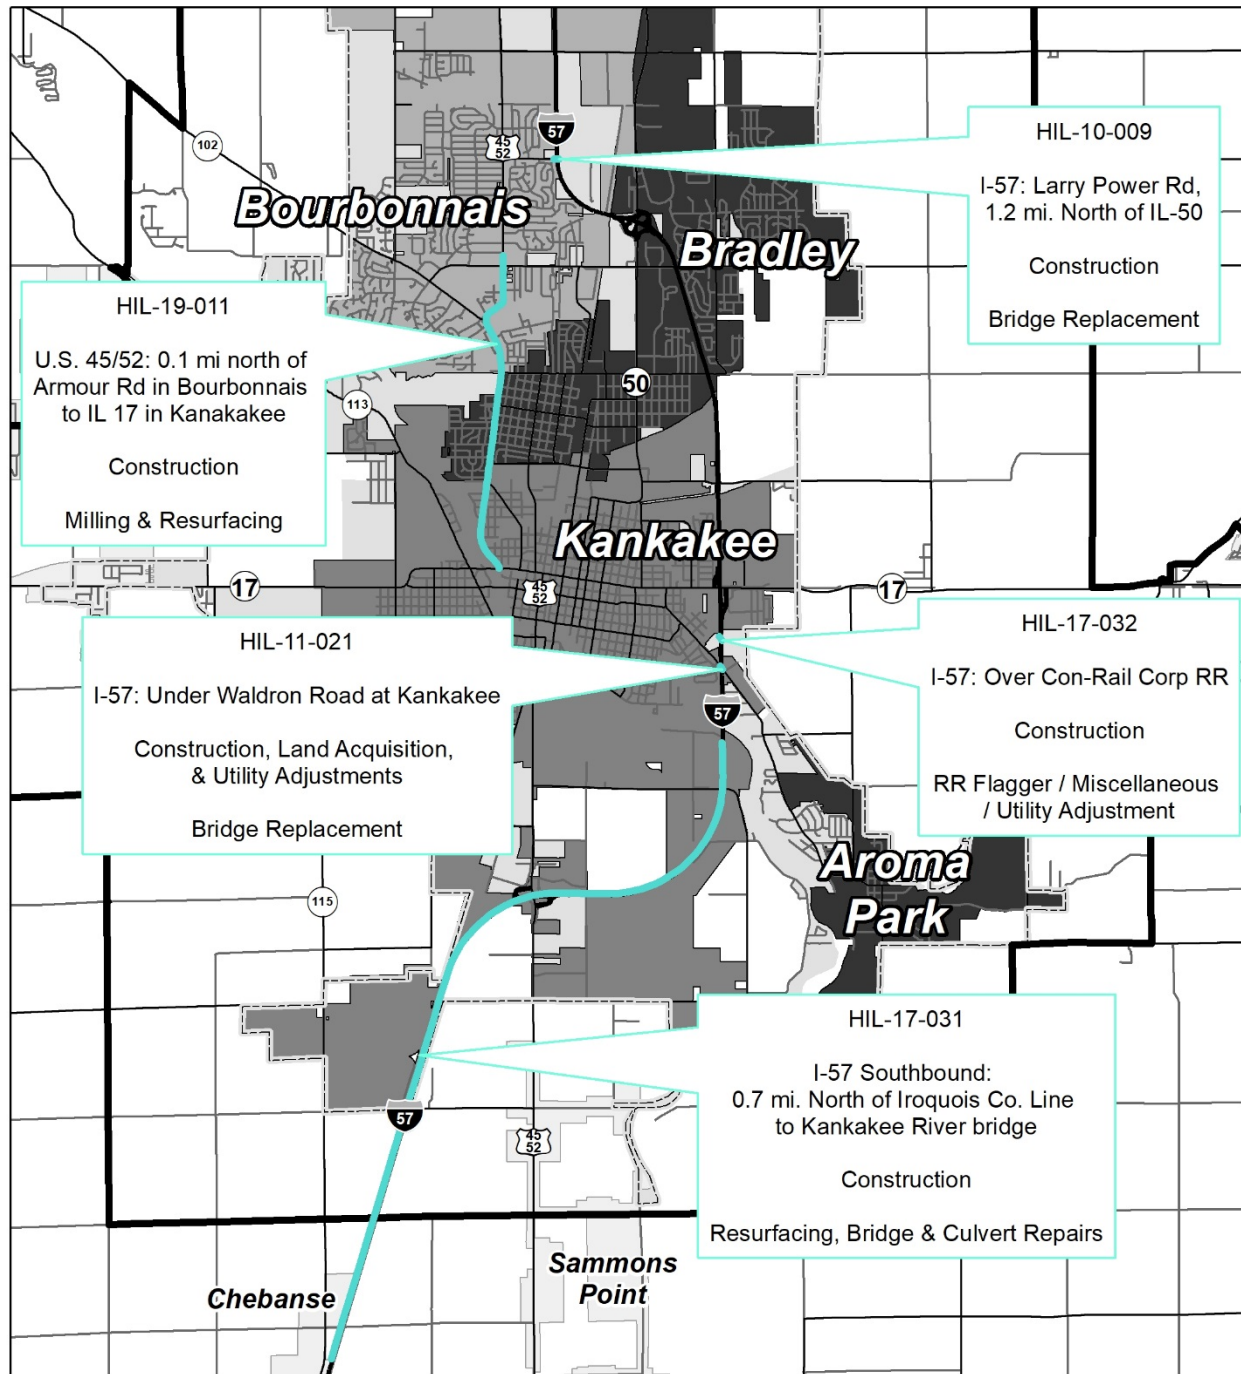 57
45
52
102
Bourbonnais
Bradley
HIL-10-009
I-57: Larry Power Rd,
1.2 mi. North of IL-50
Construction
Bridge Replacement
HIL-19-011
U.S. 45/52: 0.1 mi north of
Armour Rd in Bourbonnais
to IL 17 in Kanakakee
Construction
Milling & Resurfacing
50
113
Kankakee
17
45
52
17
HIL-11-021
I-57: Under Waldron Road at Kankakee
Construction, Land Acquisition,
& Utility Adjustments
Bridge Replacement
HIL-17-032
I-57: Over Con-Rail Corp RR
Construction
RR Flagger / Miscellaneous
/ Utility Adjustment
57
Aroma
Park
115
HIL-17-031
I-57 Southbound:
0.7 mi. North of Iroquois Co. Line
to Kankakee River bridge
Construction
Resurfacing, Bridge & Culvert Repairs
57
45
52
Sammons
Point
Chebanse